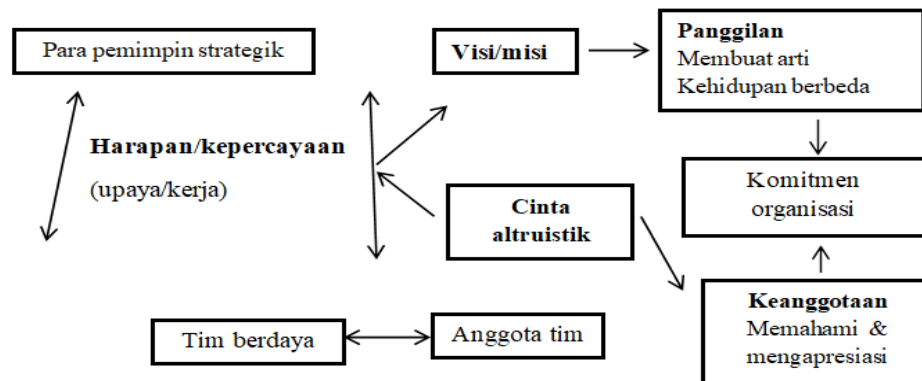 Para pemimpin strategik
Visi/misi
Panggilan
Membuat arti
Kehidupan berbeda
Harapan/kepercayaan
(upaya/kerja)
Komitmen
organisasi
Cinta
altruistik
Keanggotaan
Memahami &
mengapresiasi
Tim berdaya
Anggota tim